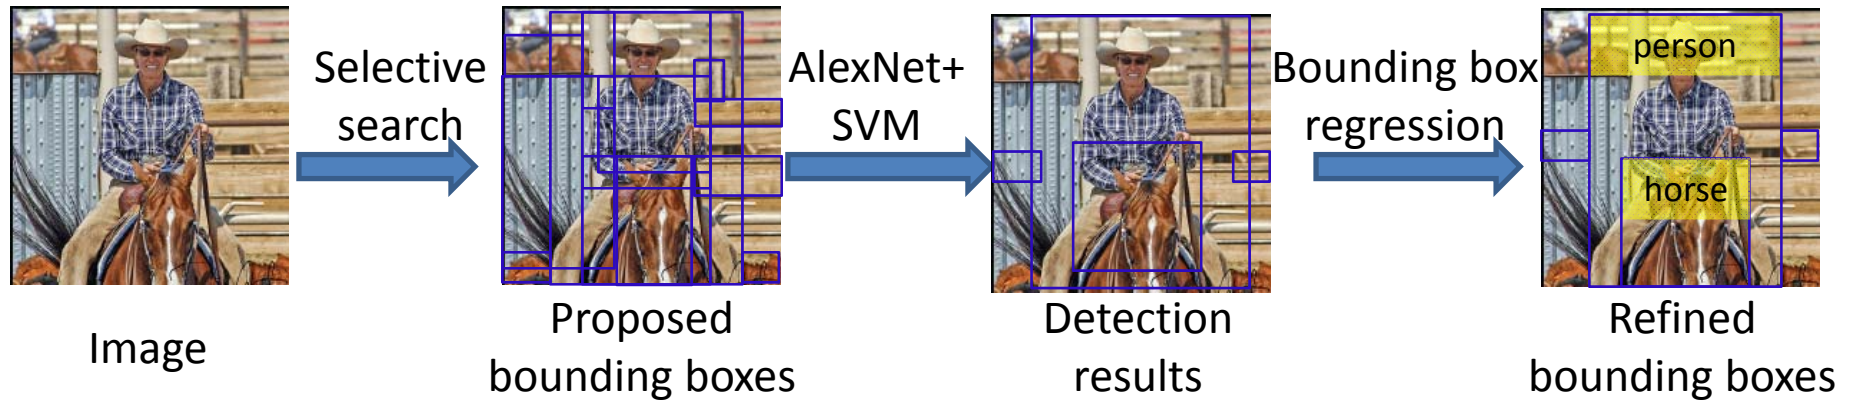 Selective
search
AlexNet+
SVM
Bounding box
regression
person
horse
Image
Proposed
bounding boxes
Detection
results
Refined
bounding boxes